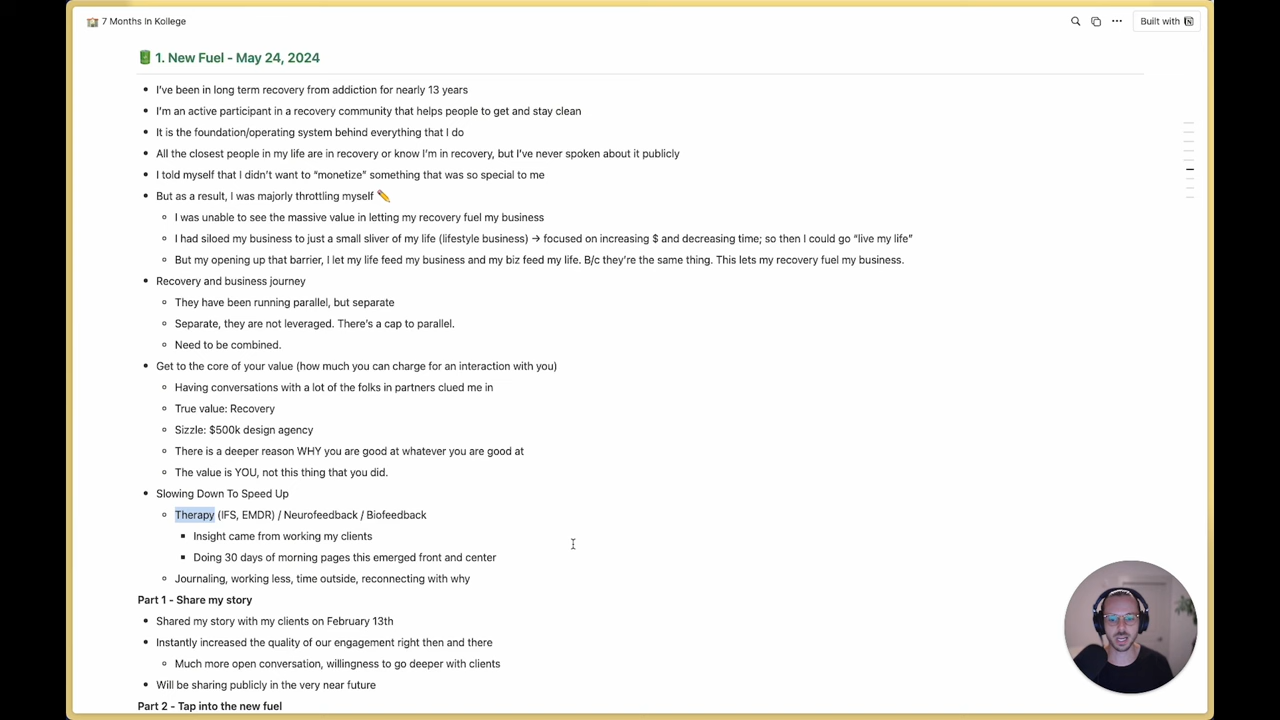 7 Months In Kollege
Built with
1. New Fuel - May 24, 2024
I've been in long term recovery from addiction for nearly 13 years
I'm an active participant in a recovery community that helps people to get and stay clean
It is the foundation/operating system behind everything that I do
All the closest people in my life are in recovery or know I'm in recovery, but I've never spoken about it publicly
I told myself that I didn't want to “monetize” something that was so special to me
But as a result, I was majorly throttling myself ✏️
I was unable to see the massive value in letting my recovery fuel my business
I had siloed my business to just a small sliver of my life (lifestyle business) → focused on increasing $ and decreasing time; so then I could go “live my life”
But my opening up that barrier, I let my life feed my business and my biz feed my life. B/c they're the same thing. This lets my recovery fuel my business.
Recovery and business journey
They have been running parallel, but separate
Separate, they are not leveraged. There's a cap to parallel.
Need to be combined.
Get to the core of your value (how much you can charge for an interaction with you)
Having conversations with a lot of the folks in partners clued me in
True value: Recovery
Sizzle: $500k design agency
There is a deeper reason WHY you are good at whatever you are good at
The value is YOU, not this thing that you did.
Slowing Down To Speed Up
Therapy (IFS, EMDR) / Neurofeedback / Biofeedback
Insight came from working my clients
Doing 30 days of morning pages this emerged front and center
Journaling, working less, time outside, reconnecting with why
Part 1 - Share my story
Shared my story with my clients on February 13th
Instantly increased the quality of our engagement right then and there
Much more open conversation, willingness to go deeper with clients
Will be sharing publicly in the very near future
Part 2 - Tap into the new fuel